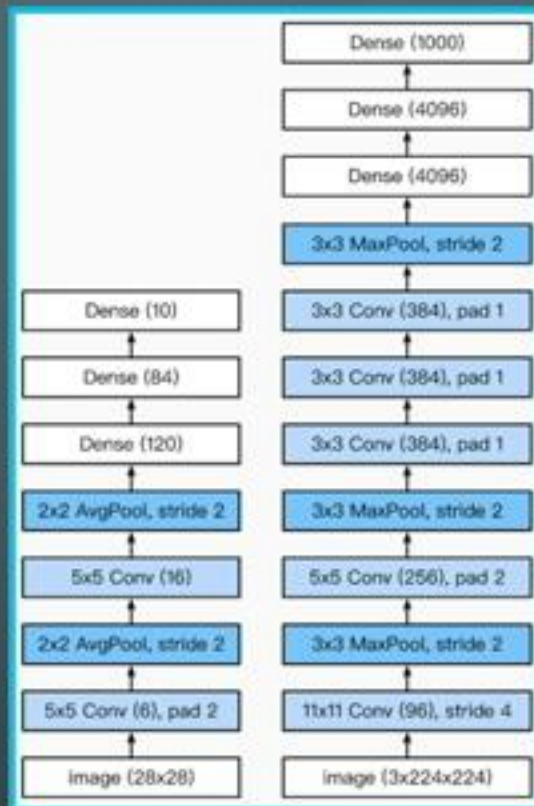 Dense (1000)
Dense (4096)
Dense (4096)
3x3 MaxPool, stride 2
3x3 Conv (384), pad 1
3x3 Conv (384), pad 1
3x3 Conv (384), pad 1
3x3 MaxPool, stride 2
5x5 Conv (256), pad 2
3x3 MaxPool, stride 2
11x11 Conv (96), stride 4
image (3x224x224)
Dense (10)
Dense (84)
Dense (120)
2x2 AvgPool, stride 2
5x5 Conv (16)
2x2 AvgPool, stride 2
5x5 Conv (6), pad 2
image (28x28)